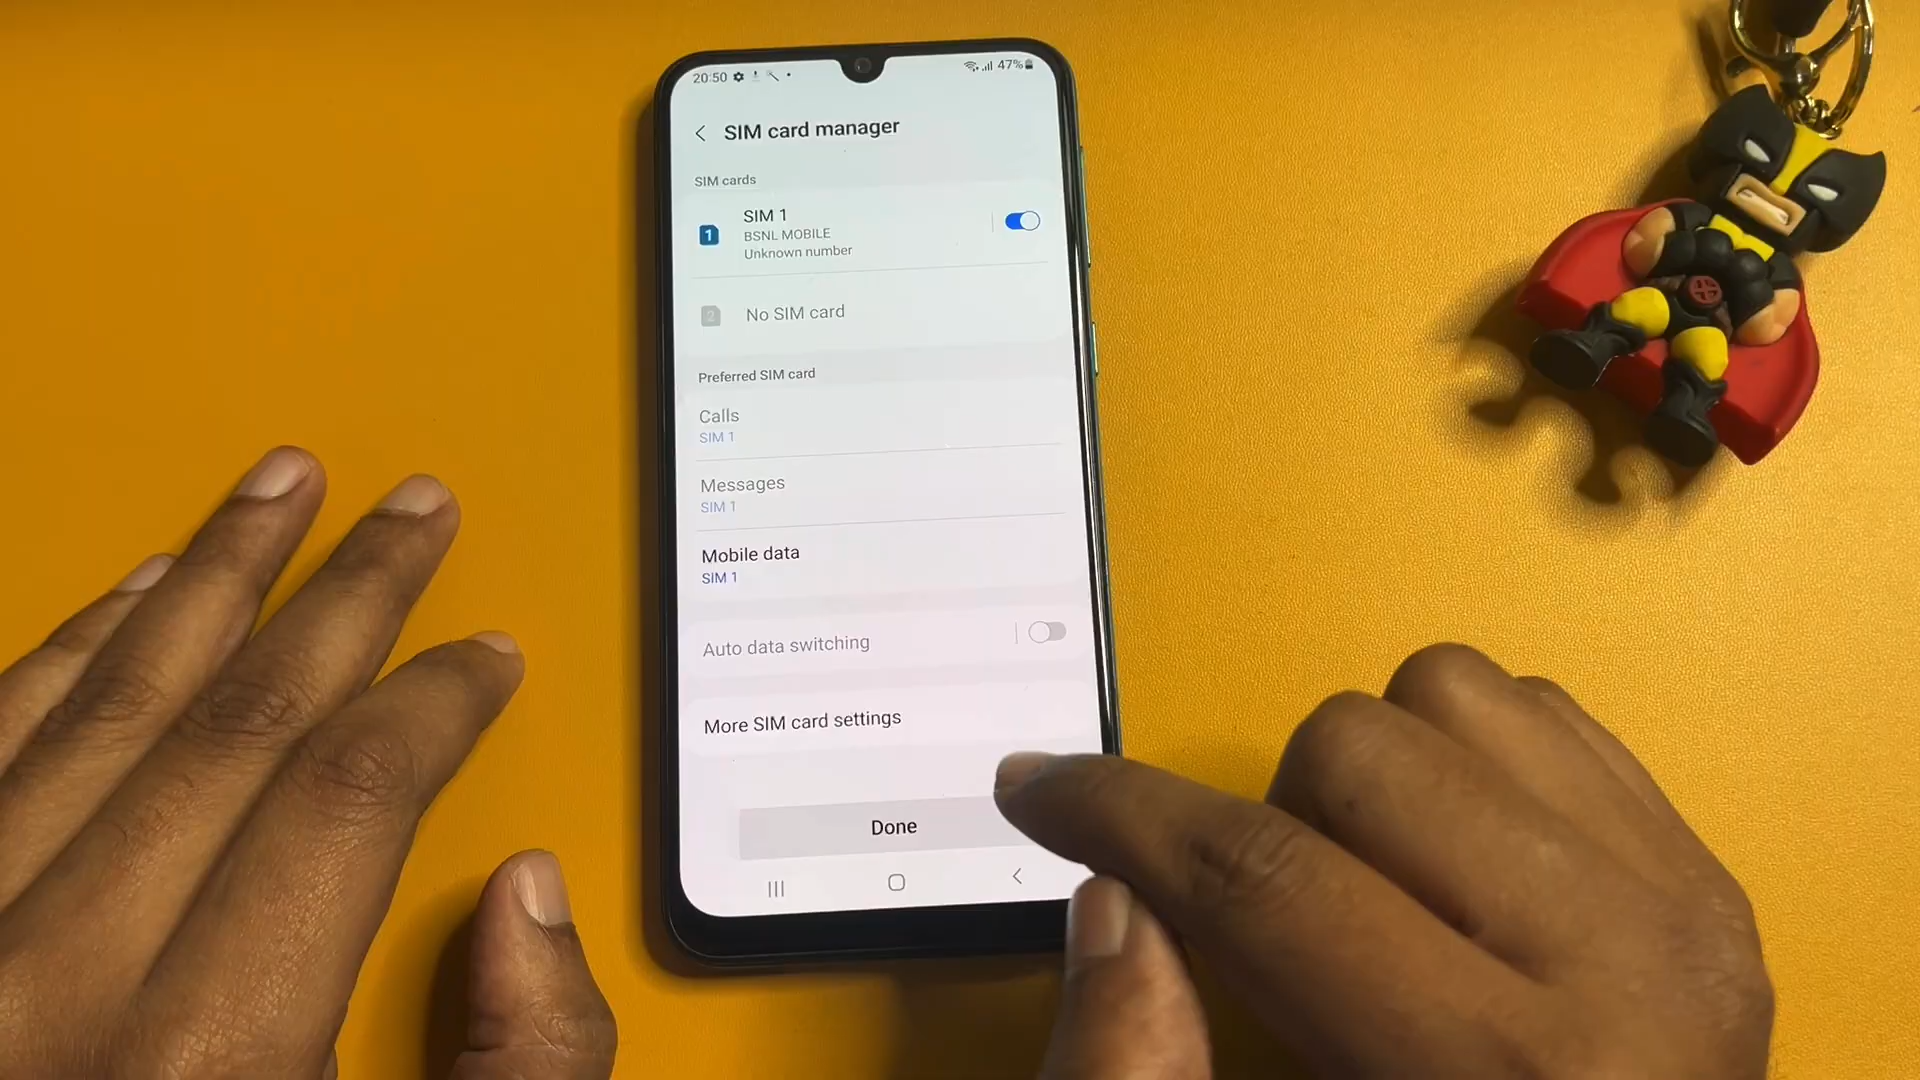 20:50
47%
SIM card manager
SIM cards
1
SIM 1
BSNL MOBILE
Unknown number
2
No SIM card
Preferred SIM card
Calls
SIM 1
Messages
SIM 1
Mobile data
SIM 1
Auto data switching
More SIM card settings
Done